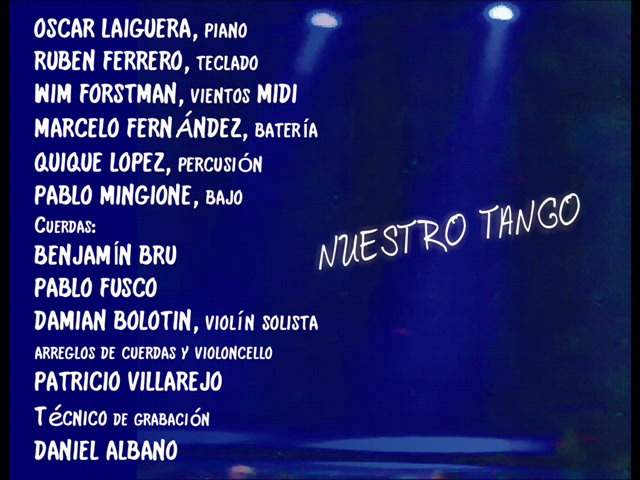 OSCAR LAIGUERA, PIANO
RUBEN FERRERO, TECLADO
WIM FORSTMAN, VIENTOS MIDI
MARCELO FERNÁNDEZ, BATERÍA
QUIQUE LOPEZ, PERCUSIÓN
PABLO MINGIONE, BAJO
CUERDAS:
BENJAMÍN BRU
PABLO FUSCO
DAMIAN BOLOTIN, VIOLÍN SOLISTA
ARREGLOS DE CUERDAS Y VIOLONCELLO
PATRICIO VILLAREJO
TÉCNICO DE GRABACIÓN
DANIEL ALBANO
NUESTRO TANGO